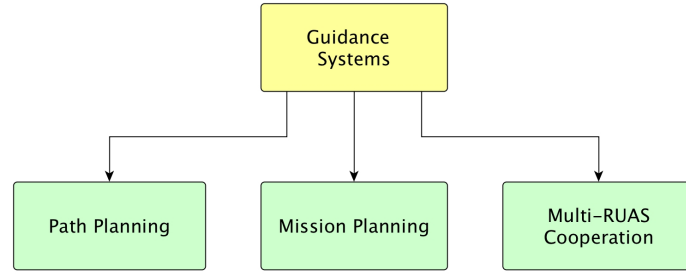 Guidance
Systems
Path Planning
Mission Planning
Multi-RUAS
Cooperation